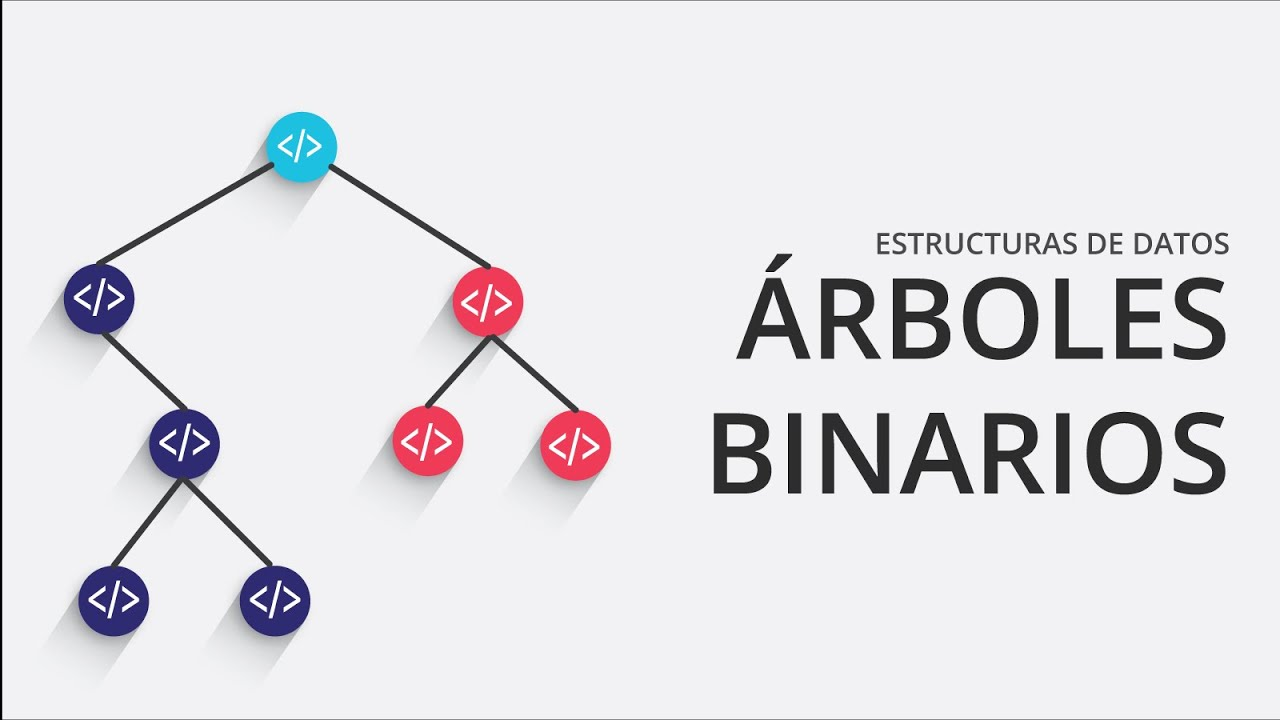 </>
</>
</>
</>
</>
</>
</>
</>
ESTRUCTURAS DE DATOS
ÁRBOLES
BINARIOS